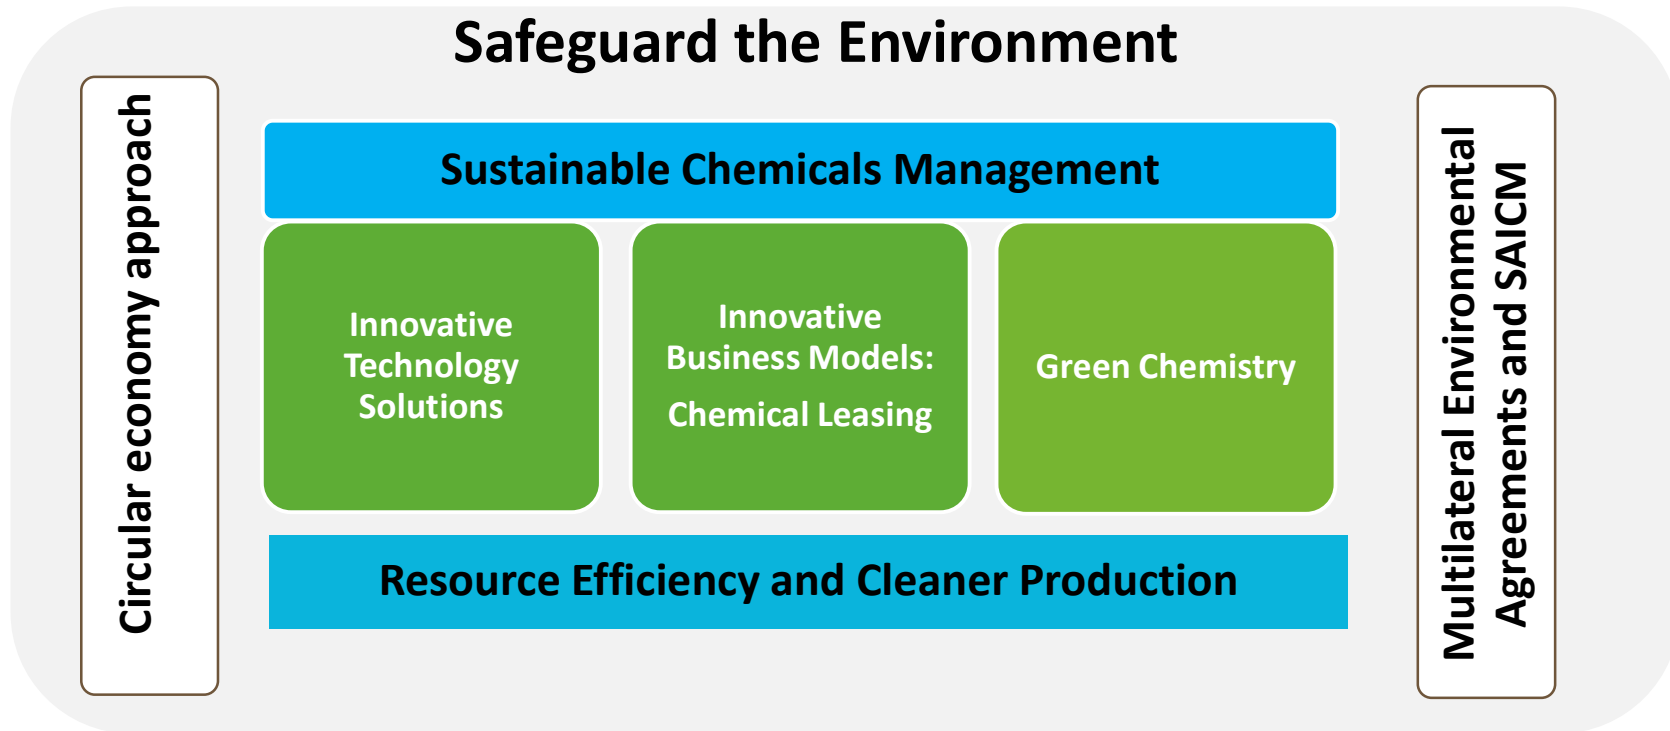 Safeguard the Environment
Circular economy approach
Sustainable Chemicals Management
Innovative
Technology
Solutions
Innovative
Business Models:
Chemical Leasing
Green Chemistry
Resource Efficiency and Cleaner Production
Multilateral Environmental
Agreements and SAICM